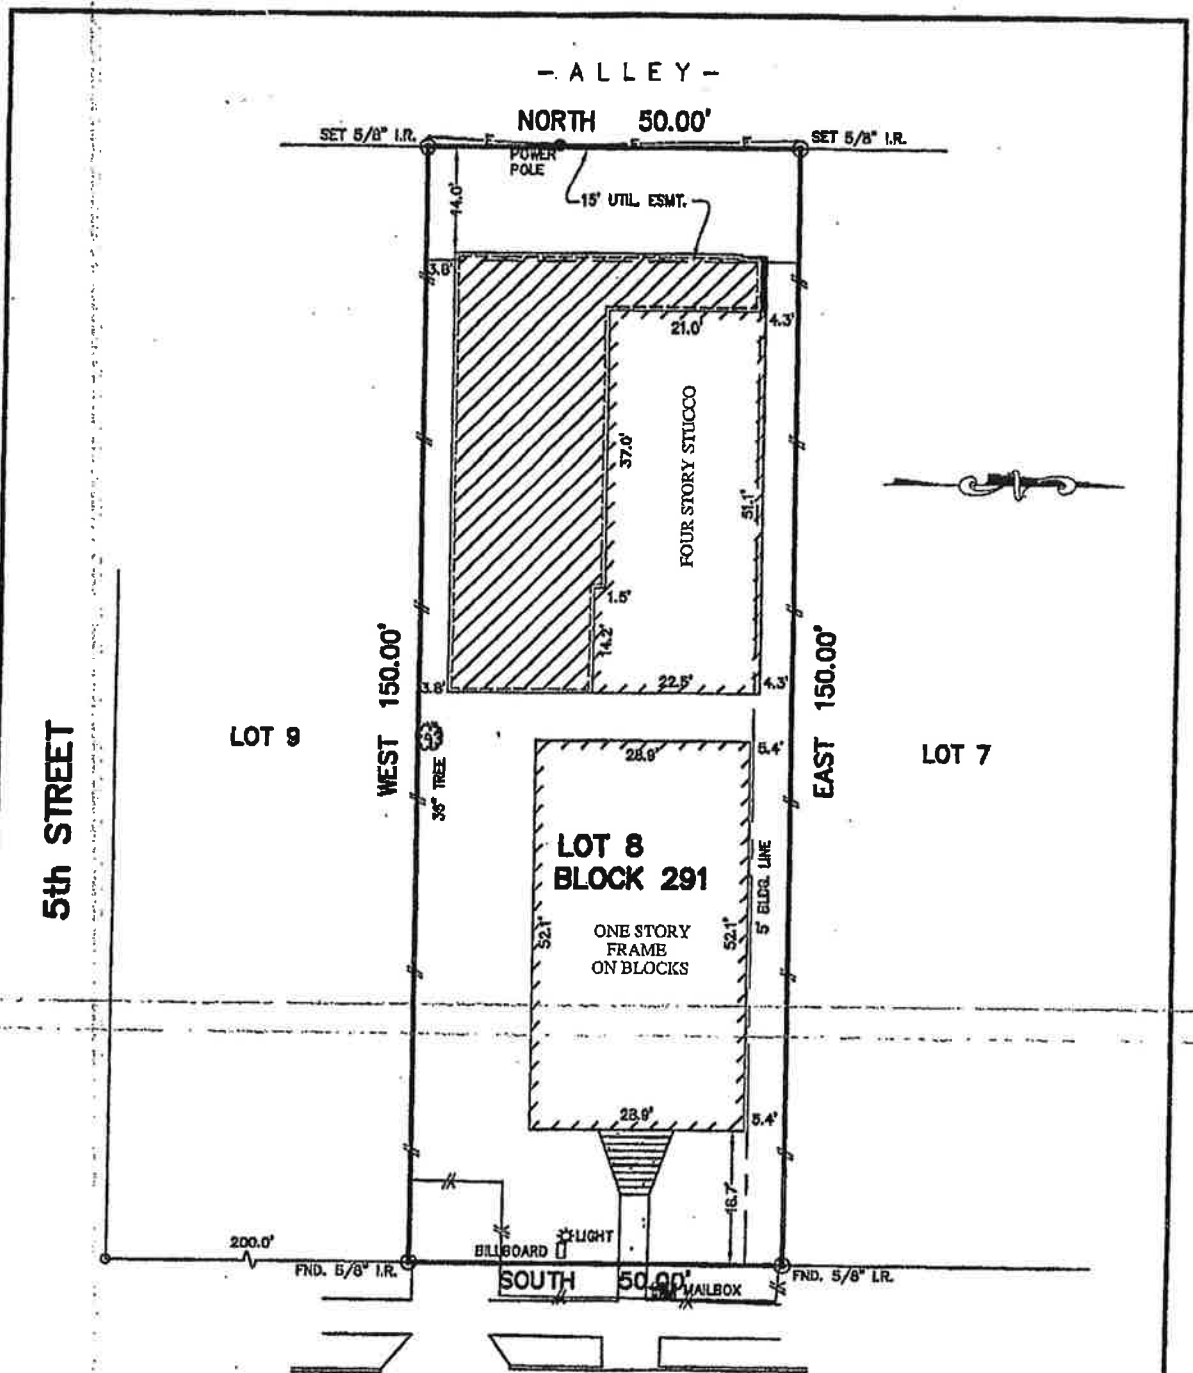 - ALLEY -
NORTH 50.00'
SET 5/8" I.R.
SET 5/8" I.R.
E
E
E
POWER
POLE
14.0'
15' UTIL. ESMT.
3.8'
21.0'
4.3'
37.0'
FOUR STORY STUCCO
51.1'
1.5'
14.2'
3.8'
22.5'
4.3'
WEST 150.00'
EAST 150.00'
5th STREET
LOT 9
LOT 7
36" TREE
28.9'
5.4'
LOT 8
BLOCK 291
5' BLDG. LINE
52.1'
52.1'
ONE STORY
FRAME
ON BLOCKS
28.9'
5.4'
18.7'
200.0'
LIGHT
BILLBOARD
FND. 5/8" I.R.
SOUTH 50.00'
FND. 5/8" I.R.
MAILBOX